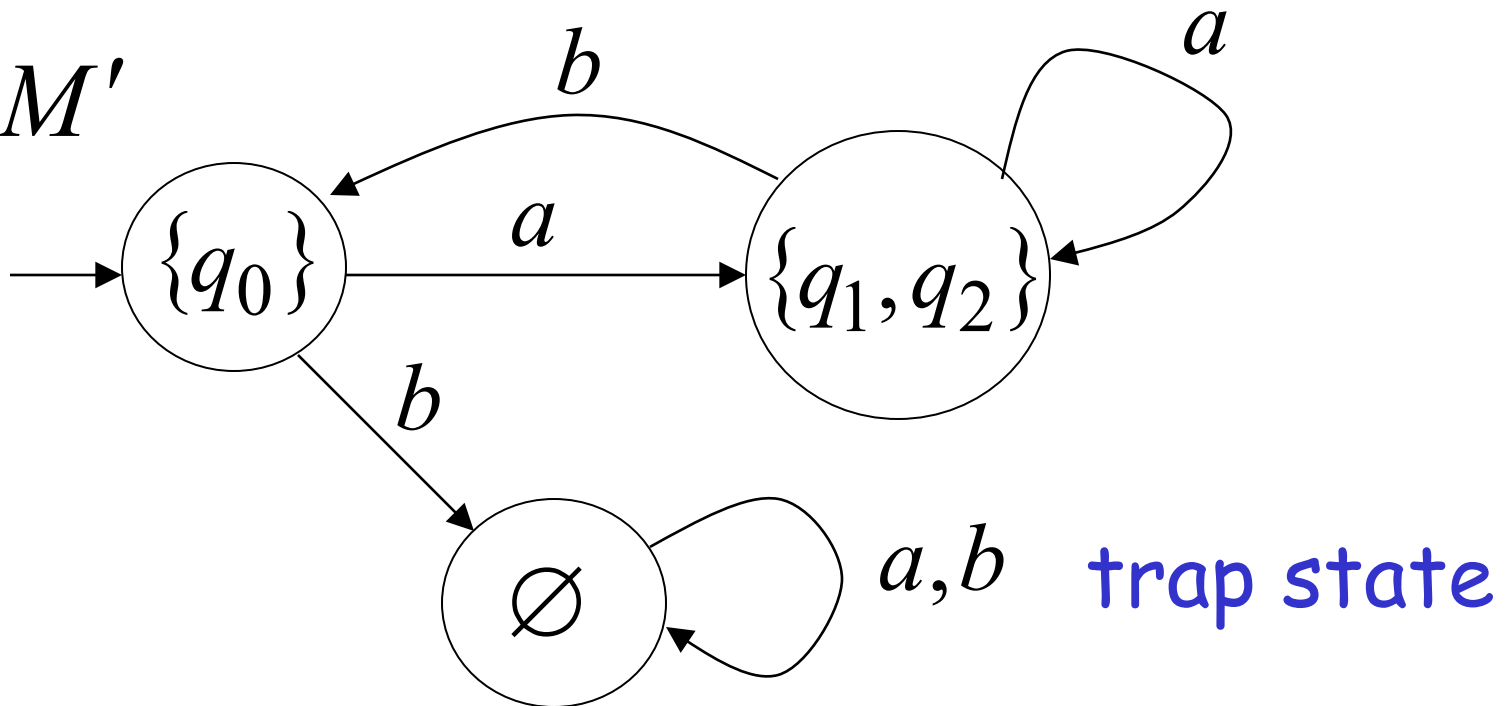 M′
b
a
a
{q₀}
{q₁,q₂}
b
∅
a,b
trap state